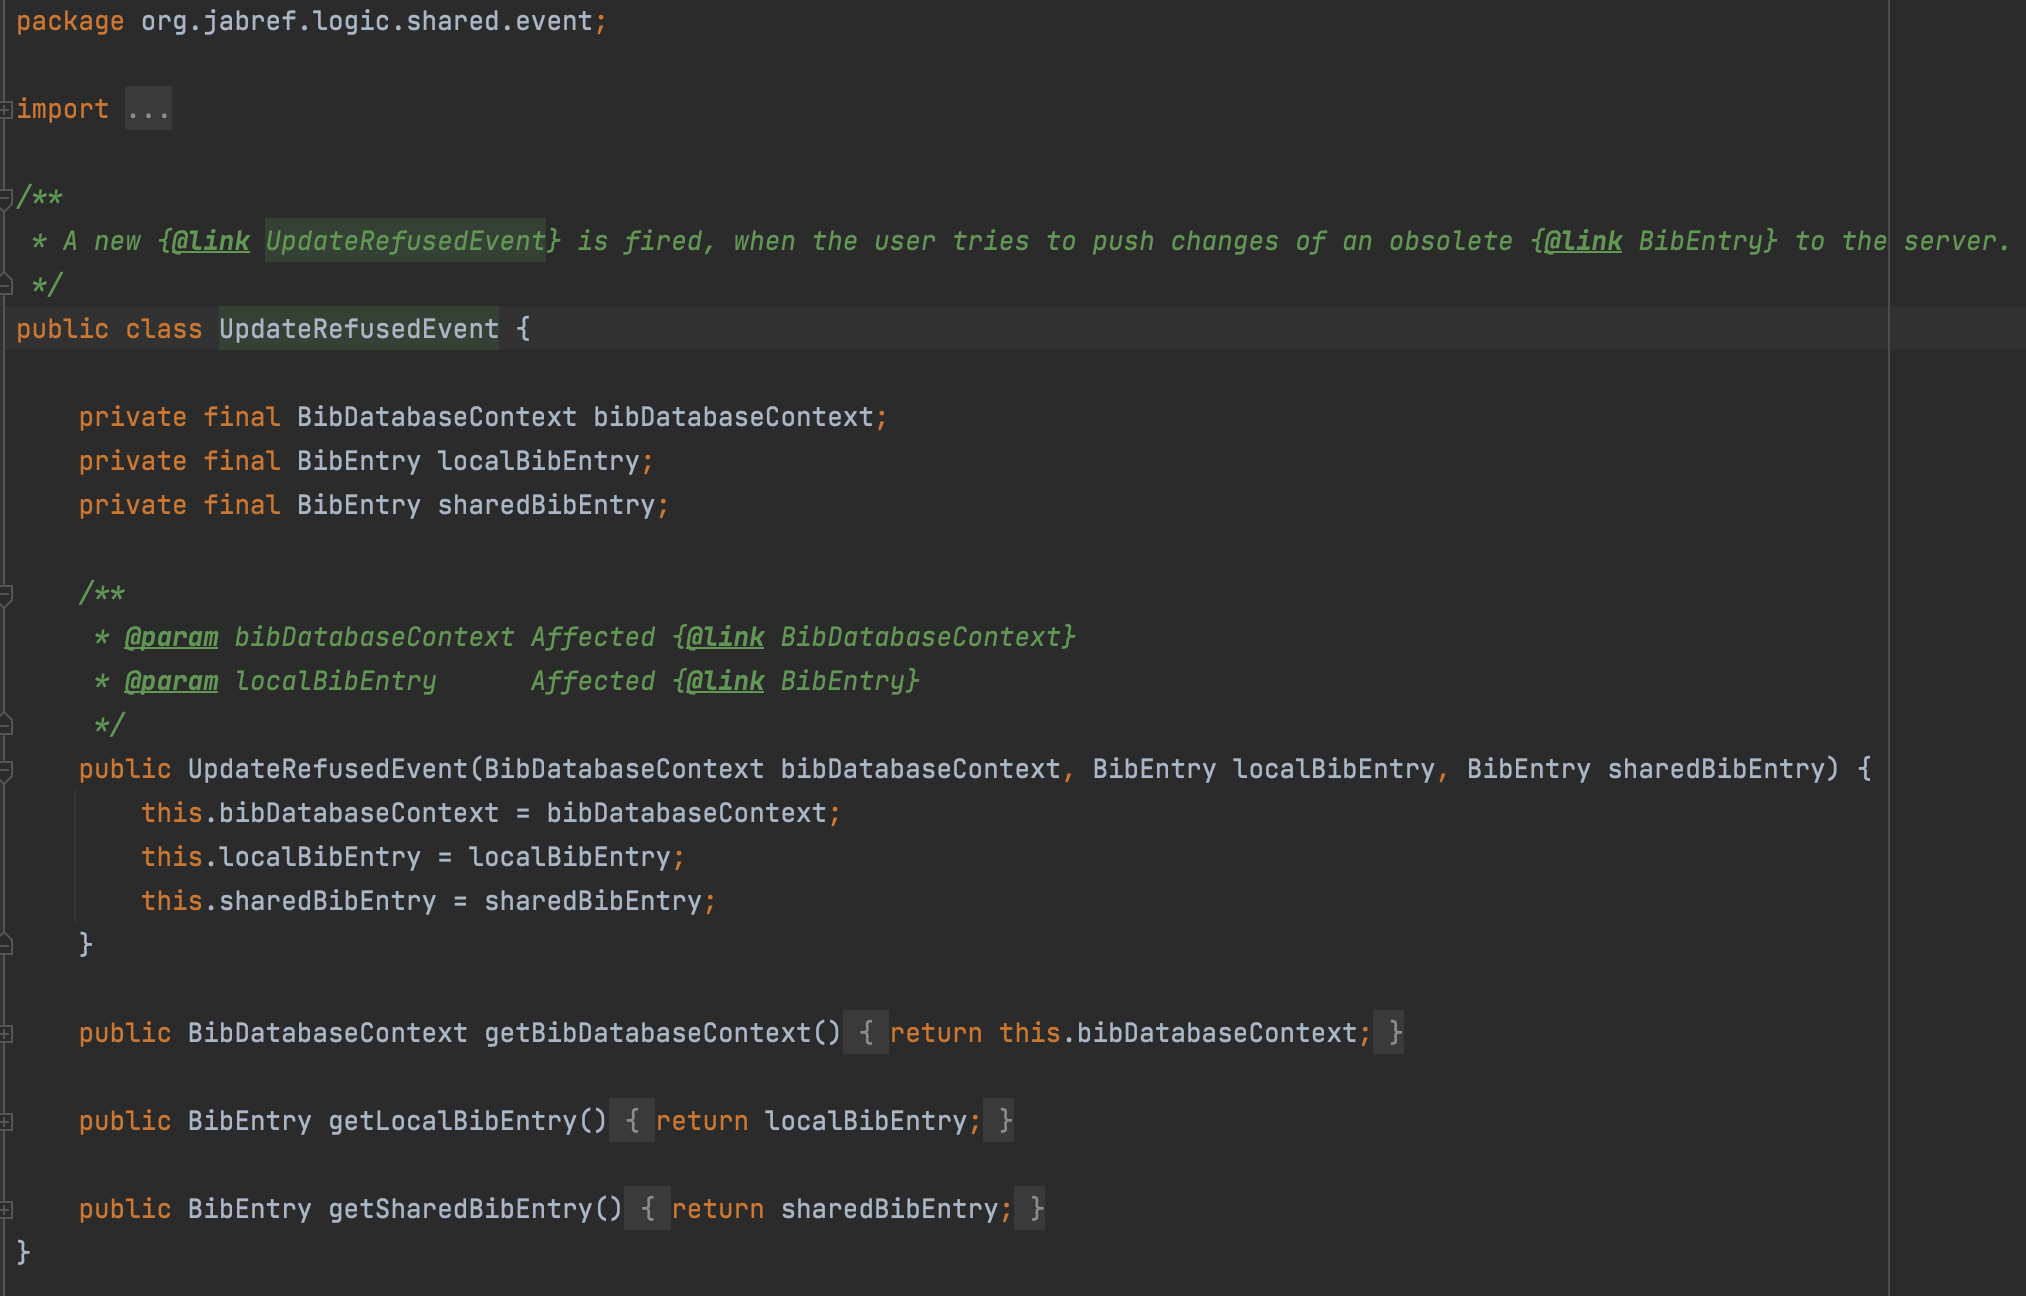 package org.jabref.logic.shared.event;
import ...
/**
 * A new {@link UpdateRefusedEvent} is fired, when the user tries to push changes of an obsolete {@link BibEntry} to the server.
 */
public class UpdateRefusedEvent {
    private final BibDatabaseContext bibDatabaseContext;
    private final BibEntry localBibEntry;
    private final BibEntry sharedBibEntry;
    /**
     * @param bibDatabaseContext Affected {@link BibDatabaseContext}
     * @param localBibEntry      Affected {@link BibEntry}
     */
    public UpdateRefusedEvent(BibDatabaseContext bibDatabaseContext, BibEntry localBibEntry, BibEntry sharedBibEntry) {
        this.bibDatabaseContext = bibDatabaseContext;
        this.localBibEntry = localBibEntry;
        this.sharedBibEntry = sharedBibEntry;
    }
    public BibDatabaseContext getBibDatabaseContext() { return this.bibDatabaseContext; }
    public BibEntry getLocalBibEntry() { return localBibEntry; }
    public BibEntry getSharedBibEntry() { return sharedBibEntry; }
}